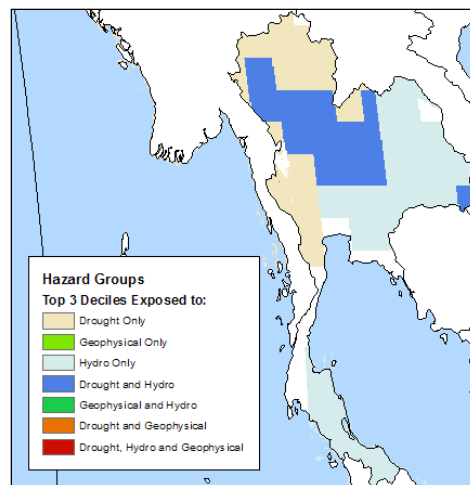 Hazard Groups
Top 3 Deciles Exposed to:
Drought Only
Geophysical Only
Hydro Only
Drought and Hydro
Geophysical and Hydro
Drought and Geophysical
Drought, Hydro and Geophysical